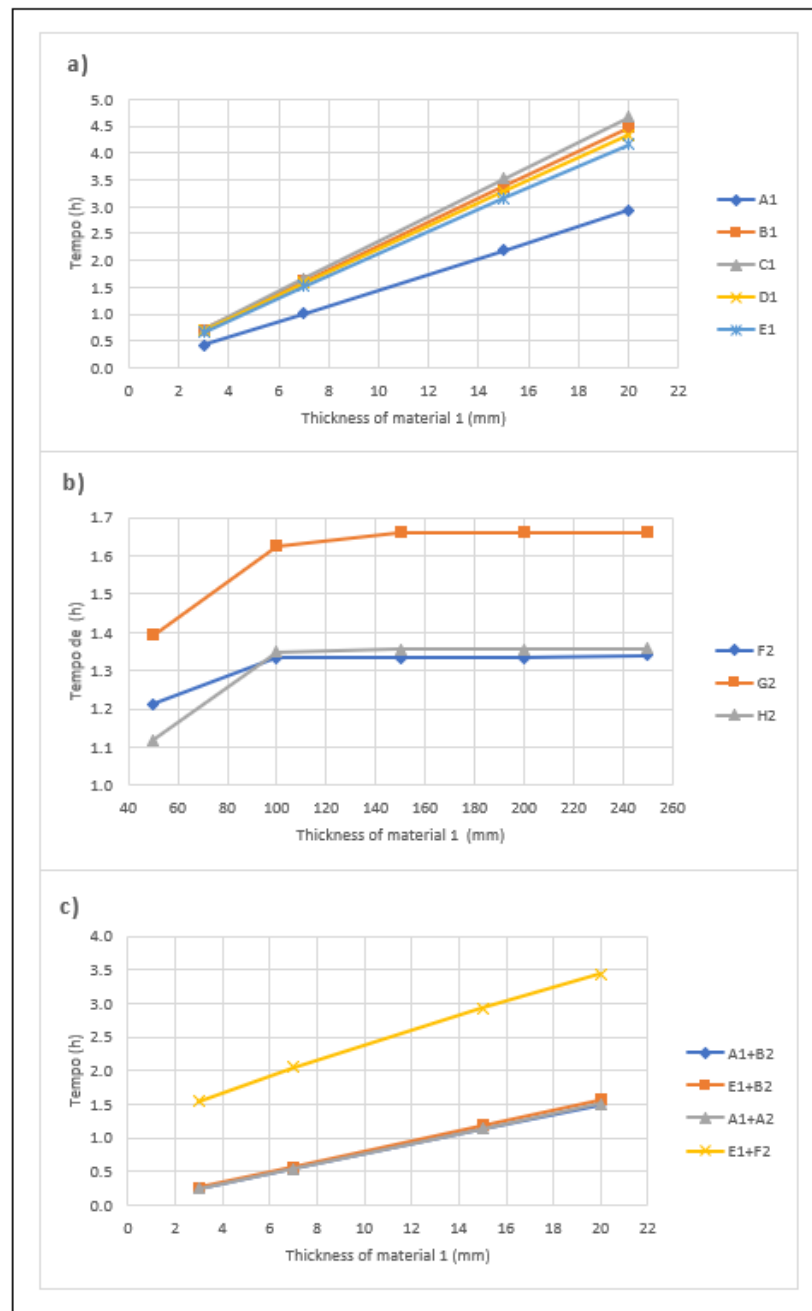 a)
5.0
4.5
4.0
3.5
3.0
2.5
2.0
1.5
1.0
0.5
0.0
Tempo (h)
0 2 4 6 8 10 12 14 16 18 20 22
Thickness of material 1 (mm)
A1
B1
C1
D1
E1
b)
1.7
1.6
1.5
1.4
1.3
1.2
1.1
1.0
Tempo de (h)
40 60 80 100 120 140 160 180 200 220 240 260
Thickness of material 1 (mm)
F2
G2
H2
c)
4.0
3.5
3.0
2.5
2.0
1.5
1.0
0.5
0.0
Tempo (h)
0 2 4 6 8 10 12 14 16 18 20 22
Thickness of material 1 (mm)
A1+B2
E1+B2
A1+A2
E1+F2